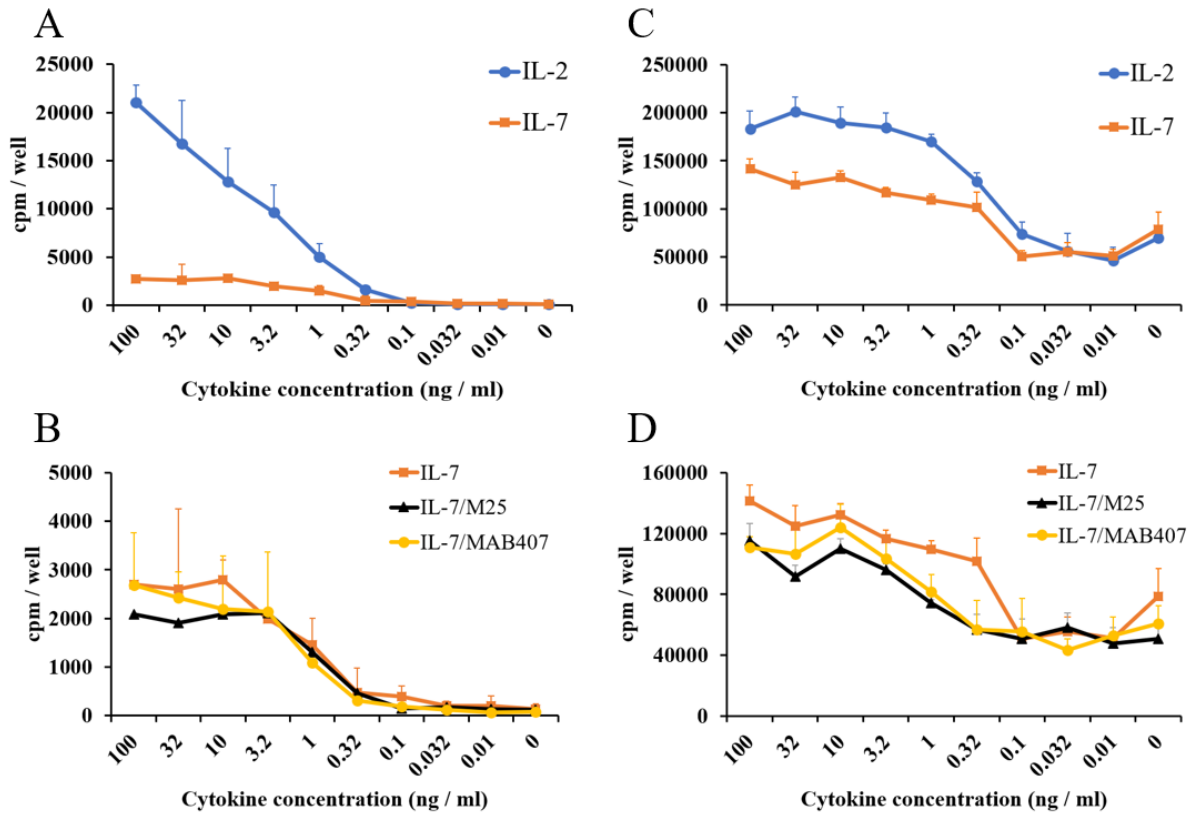 A
25000
20000
15000
10000
5000
0
cpm / well
IL-2
IL-7
100
32
10
3.2
1
0.32
0.1
0.032
0.01
0
Cytokine concentration (ng / ml)
C
250000
200000
150000
100000
50000
0
cpm / well
IL-2
IL-7
100
32
10
3.2
1
0.32
0.1
0.032
0.01
0
Cytokine concentration (ng / ml)
B
5000
4000
3000
2000
1000
0
cpm / well
IL-7
IL-7/M25
IL-7/MAB407
100
32
10
3.2
1
0.32
0.1
0.032
0.01
0
Cytokine concentration (ng / ml)
D
160000
120000
80000
40000
0
cpm / well
IL-7
IL-7/M25
IL-7/MAB407
100
32
10
3.2
1
0.32
0.1
0.032
0.01
0
Cytokine concentration (ng / ml)